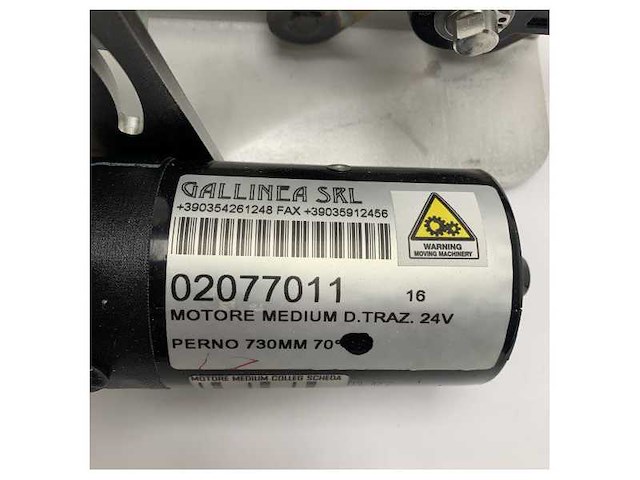 GALLINEA SRL
+390354261248 FAX +39035912456
WARNING
MOVING MACHINERY
02077011 16
MOTORE MEDIUM D.TRAZ. 24V
PERNO 730MM 70°
MOTORE MEDIUM COLLEG SCHEDA